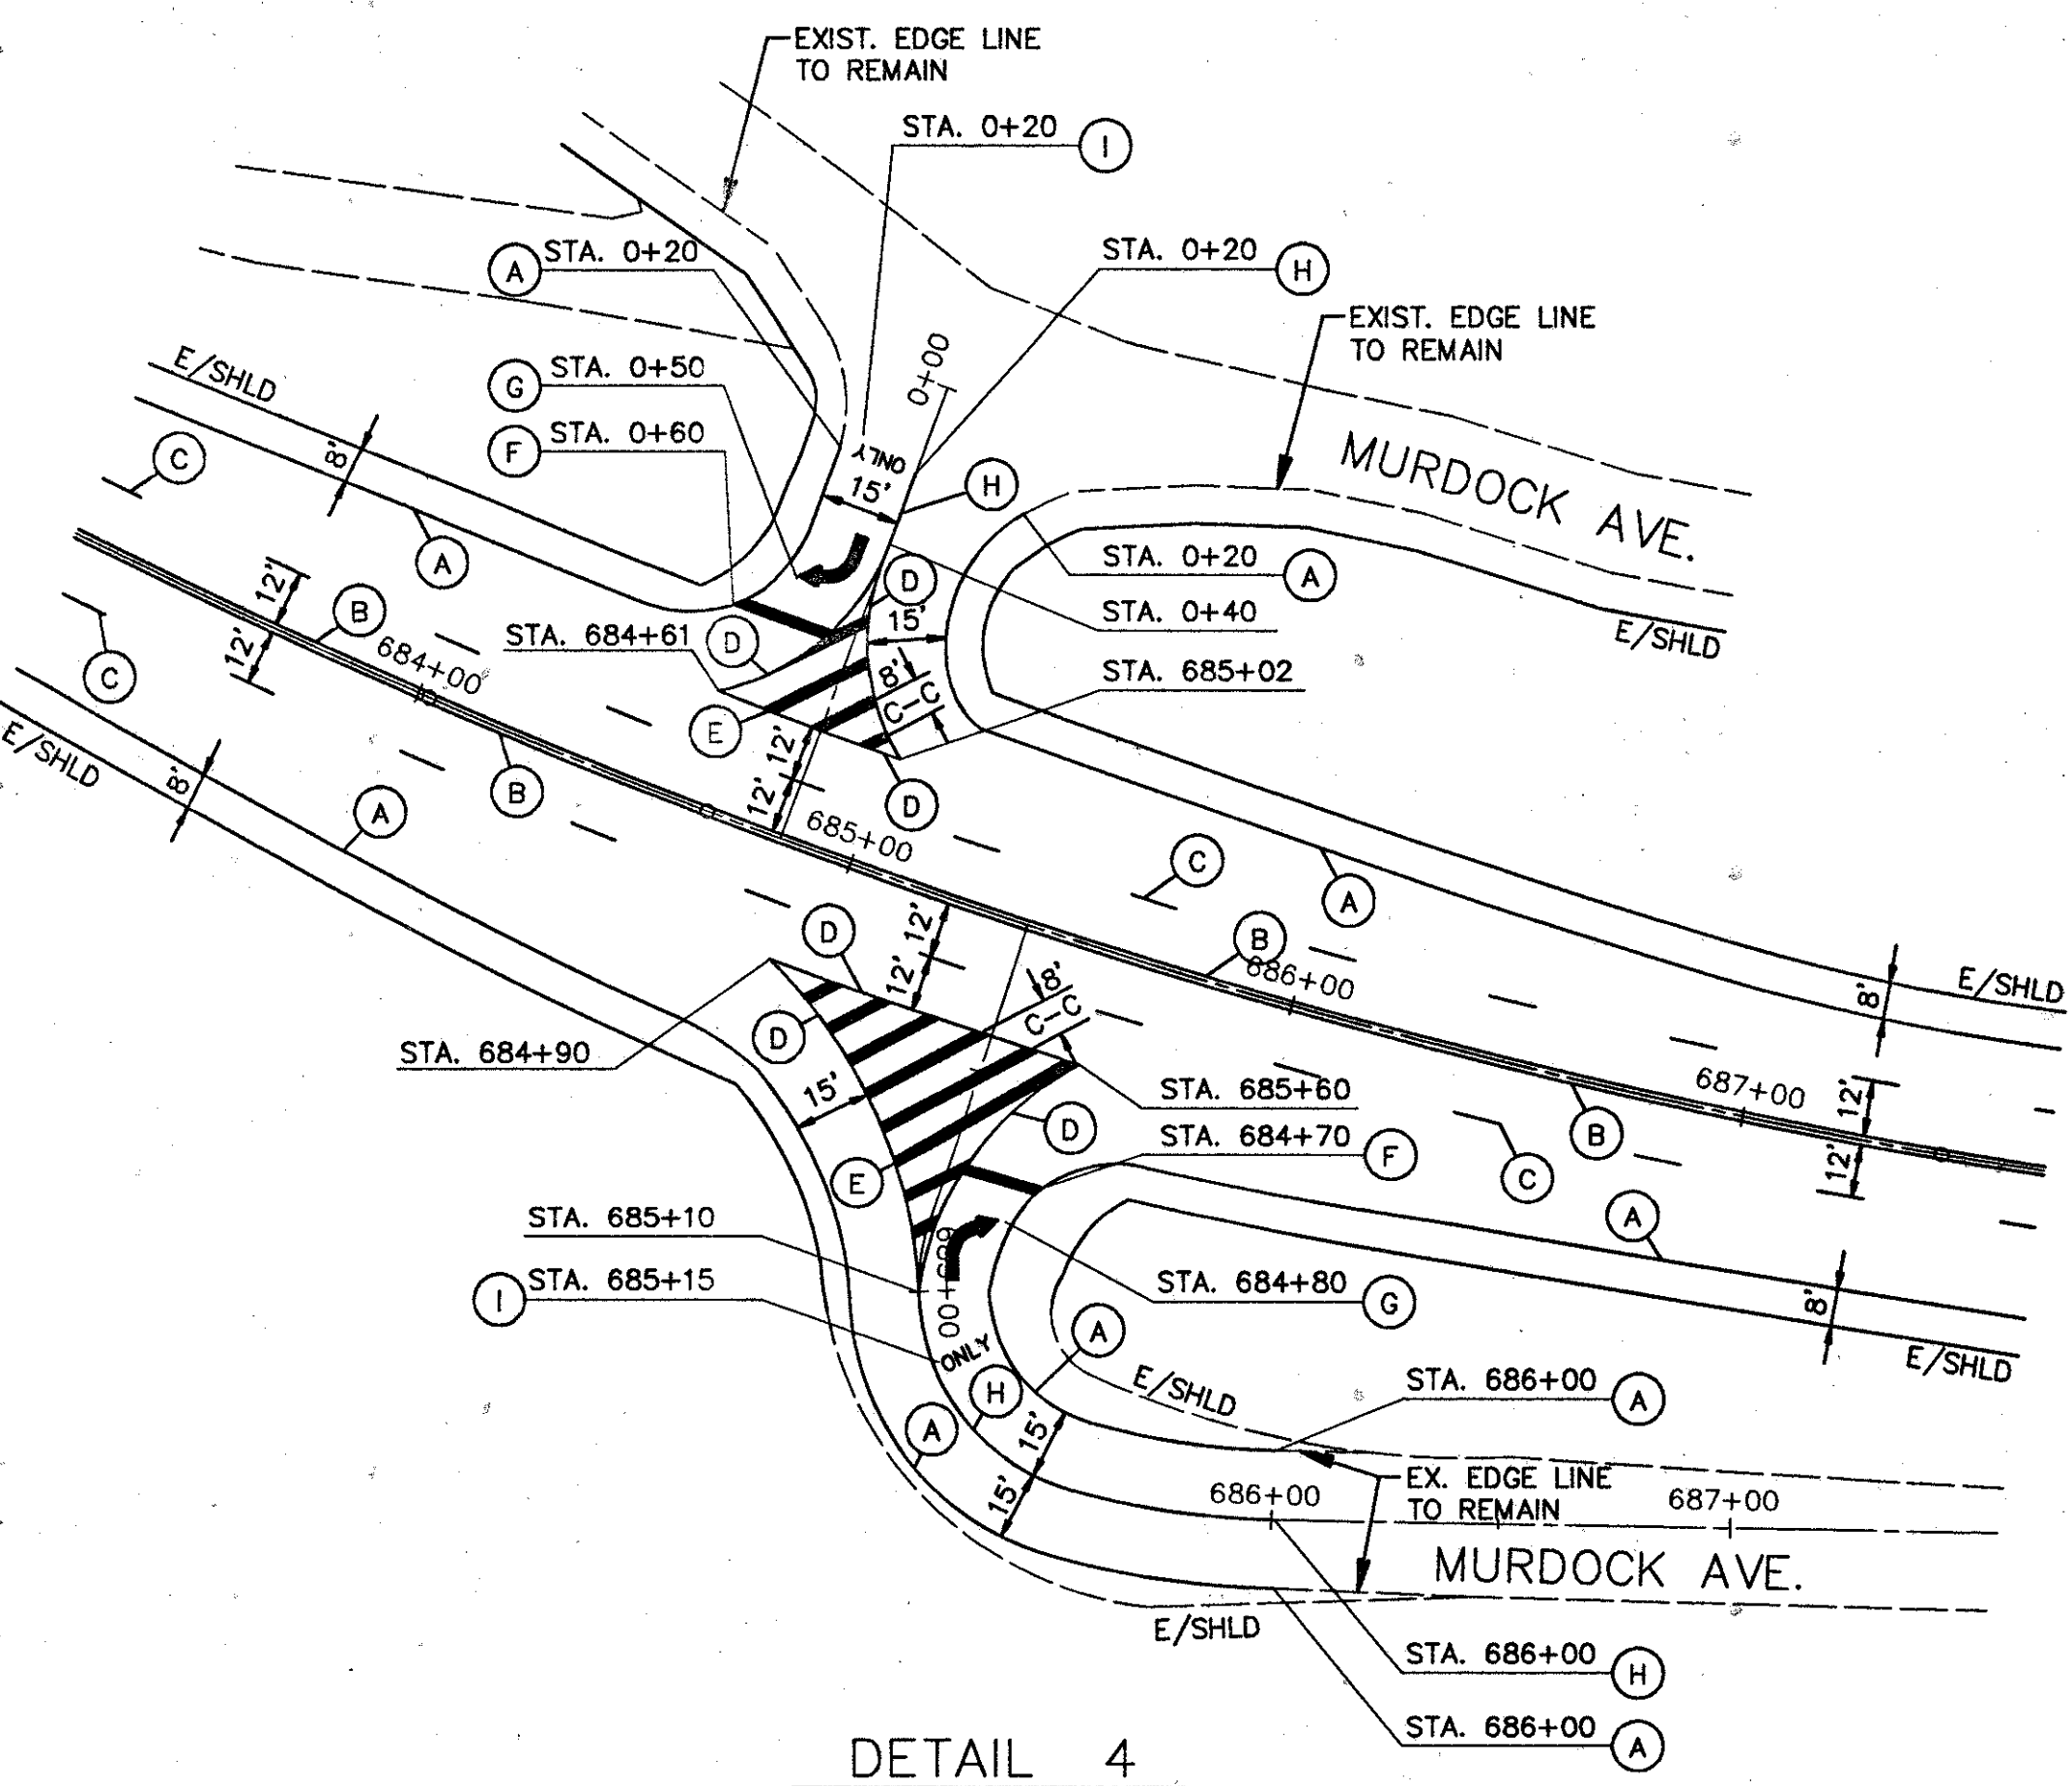 EXIST. EDGE LINE
TO REMAIN
STA. 0+20 I
A STA. 0+20
STA. 0+20 H
EXIST. EDGE LINE
TO REMAIN
0+00
E/SHLD
G STA. 0+50
F STA. 0+60
8'
C
A
ONLY
15'
H
MURDOCK AVE.
STA. 0+20 A
D
STA. 0+40
15'
E/SHLD
12'
12'
B
684+00
STA. 684+61 D
STA. 685+02
8'
C-C
C
E
E/SHLD
8'
B
12'
12'
D
A
685+00
C
A
D
12'
12'
B
686+00
8'
E/SHLD
8'
C-C
D
STA. 684+90
15'
STA. 685+60
687+00
12'
12'
D
STA. 684+70 F
B
C
E
A
STA. 685+10
685+00
I STA. 685+15
STA. 684+80 G
8'
E/SHLD
A
ONLY
H
E/SHLD
STA. 686+00 A
A
15'
15'
EX. EDGE LINE
TO REMAIN
686+00
687+00
MURDOCK AVE.
E/SHLD
STA. 686+00 H
STA. 686+00 A
DETAIL 4